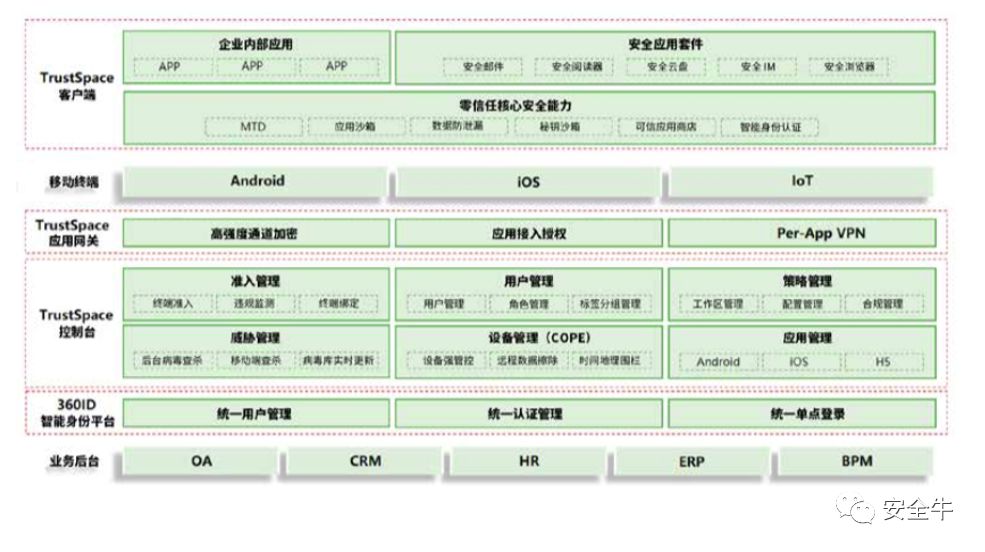 TrustSpace
客户端
企业内部应用
APP APP APP
安全应用套件
安全邮件 安全阅读器 安全云盘 安全IM 安全浏览器
零信任核心安全能力
MTD 应用沙箱 数据防泄漏 秘钥沙箱 可信应用商店 智能身份认证
移动终端 Android iOS IoT
TrustSpace
应用网关
高强度通道加密 应用接入授权 Per-App VPN
TrustSpace
控制台
准入管理 用户管理 策略管理
终端准入 违规监测 终端绑定 用户管理 角色管理 标签分组管理 工作区管理 配置管理 合规管理
威胁管理 设备管理（COPE） 应用管理
后台病毒查杀 移动端查杀 病毒库实时更新 设备强管控 远程数据擦除 时间地理围栏 Android iOS H5
360ID
智能身份平台
统一用户管理 统一认证管理 统一单点登录
业务后台 OA CRM HR ERP BPM
安全牛